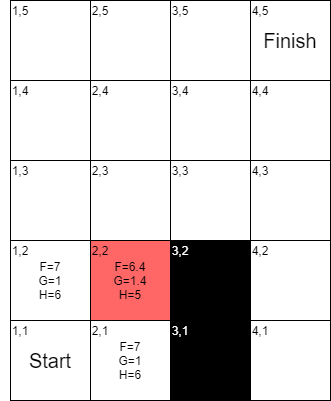 1,5 2,5 3,5 4,5
Finish
1,4 2,4 3,4 4,4
1,3 2,3 3,3 4,3
1,2 2,2 3,2 4,2
F=7 F=6.4
G=1 G=1.4
H=6 H=5
1,1 2,1 3,1 4,1
Start
F=7
G=1
H=6